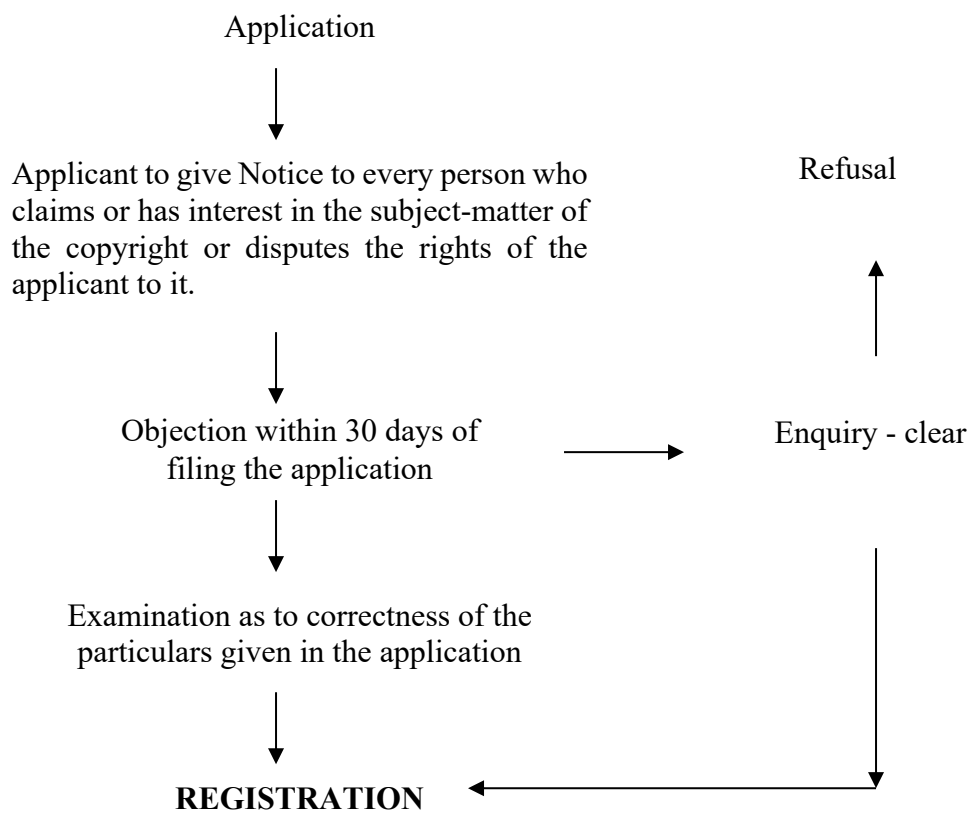 Application
Applicant to give Notice to every person who
claims or has interest in the subject-matter of
the copyright or disputes the rights of the
applicant to it.
Refusal
Objection within 30 days of
filing the application
Enquiry - clear
Examination as to correctness of the
particulars given in the application
REGISTRATION